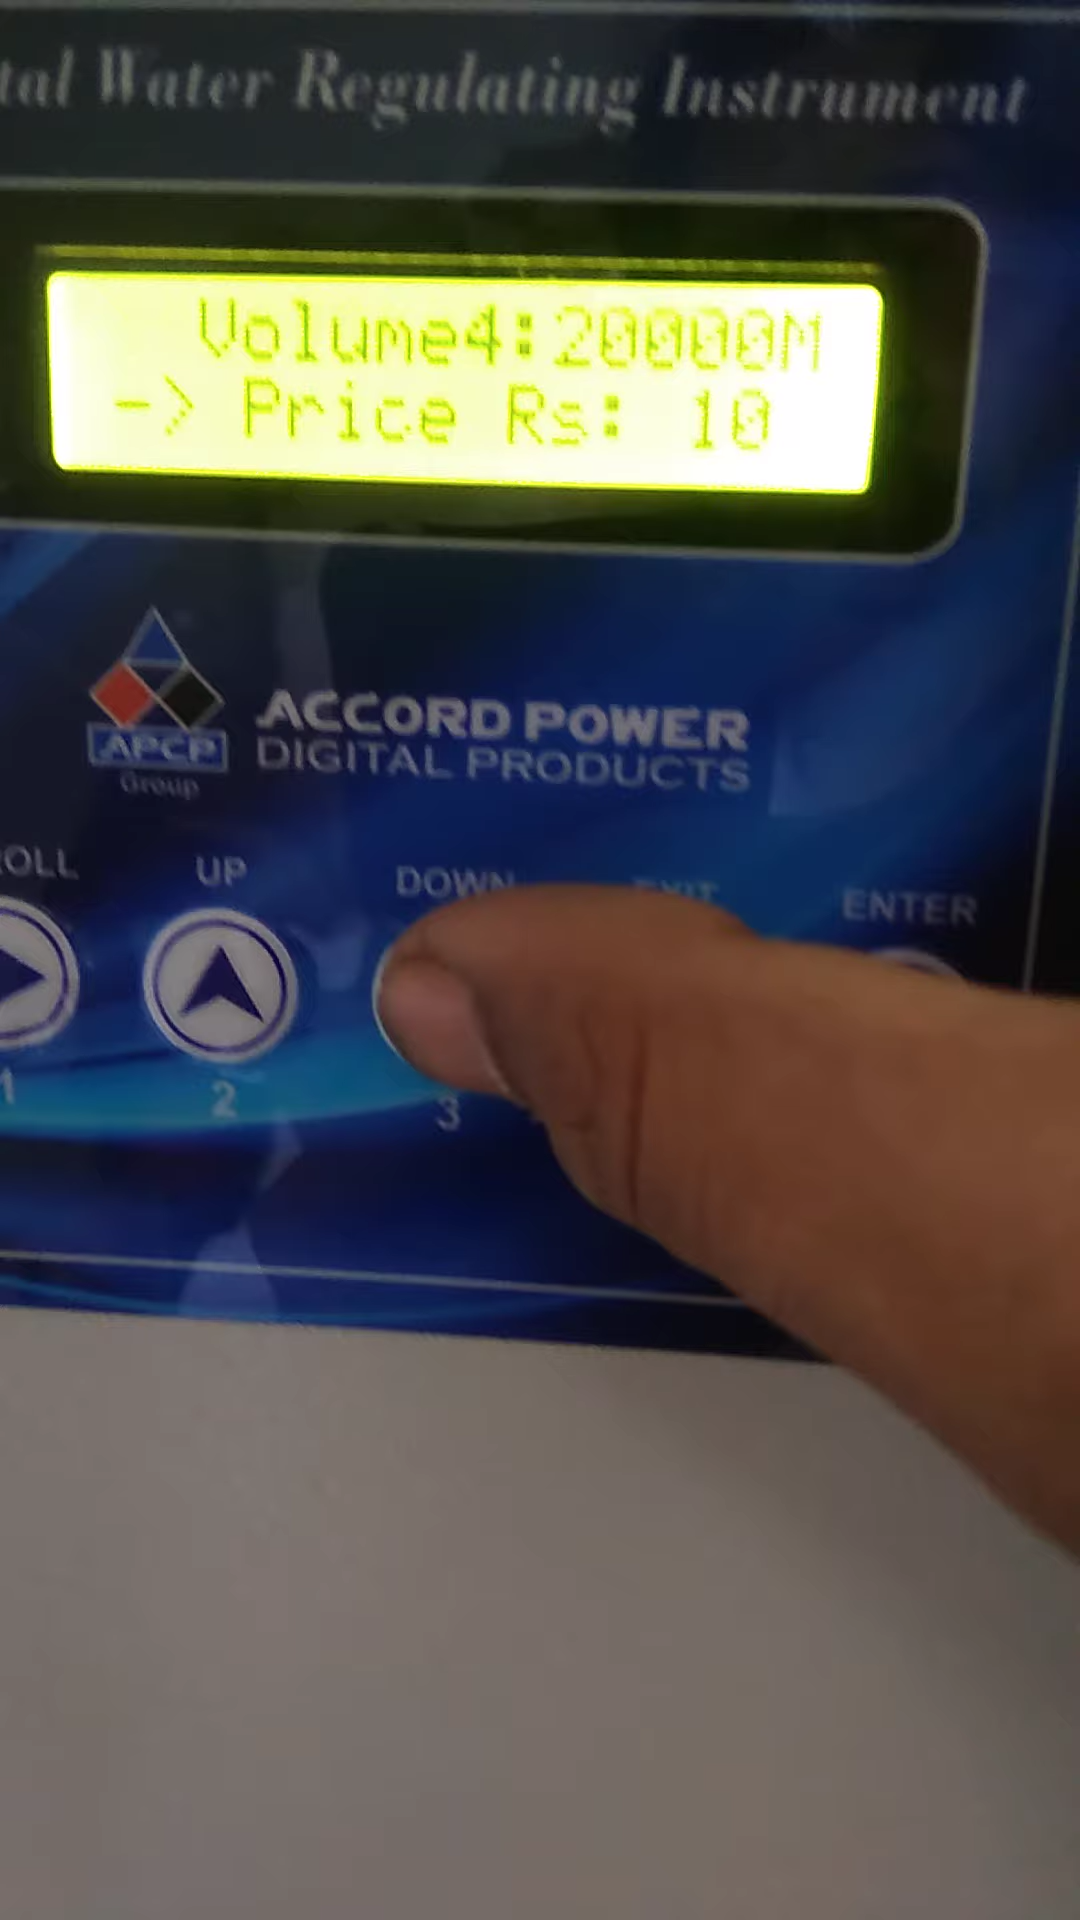 tal Water Regulating Instrument
Volume4:20000M
-> Price Rs: 10
APCP
Group
ACCORD POWER
DIGITAL PRODUCTS
OLL
UP
DOWN
EXIT
ENTER
1
2
3